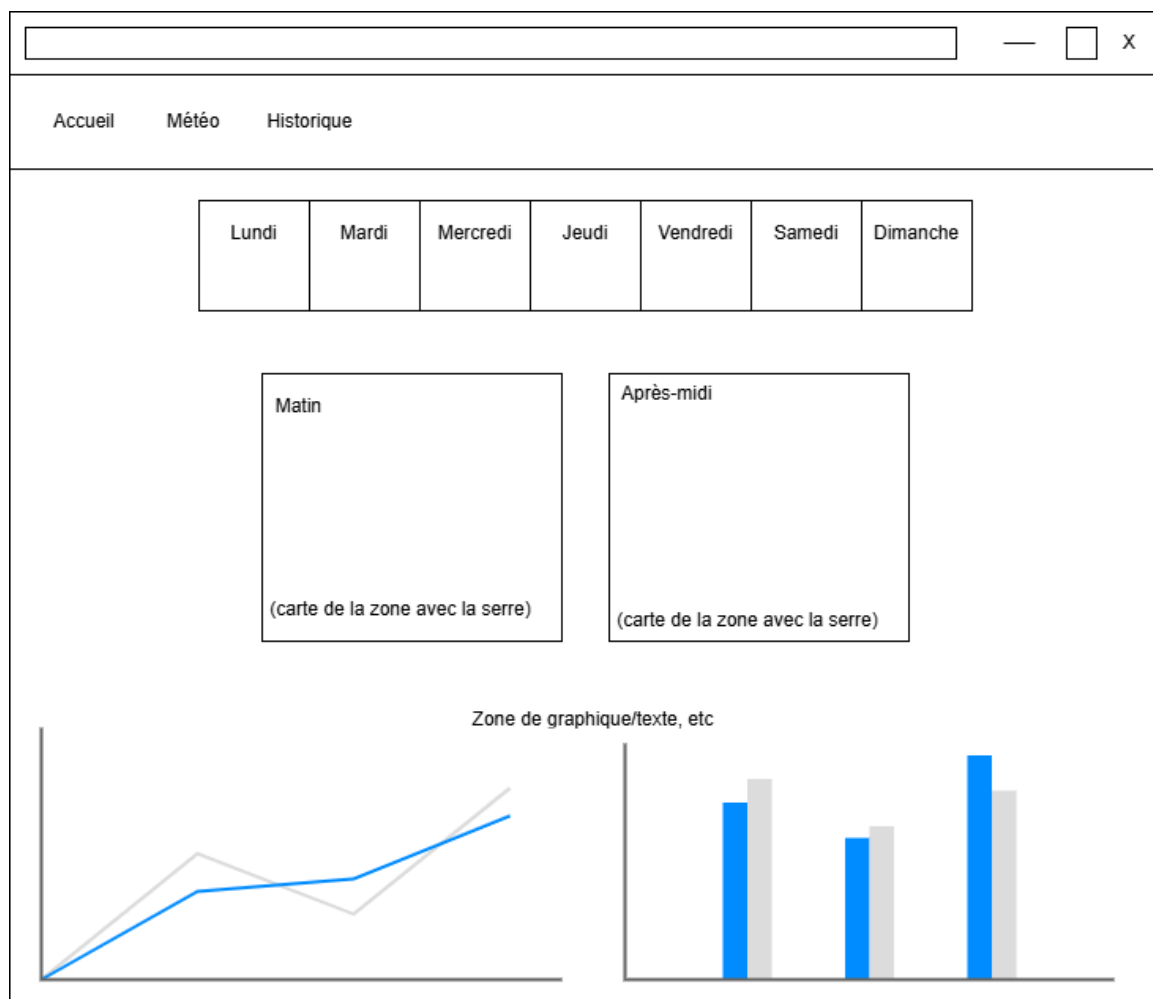 X
Accueil Météo Historique
Lundi Mardi Mercredi Jeudi Vendredi Samedi Dimanche
Matin
(carte de la zone avec la serre)
Après-midi
(carte de la zone avec la serre)
Zone de graphique/texte, etc